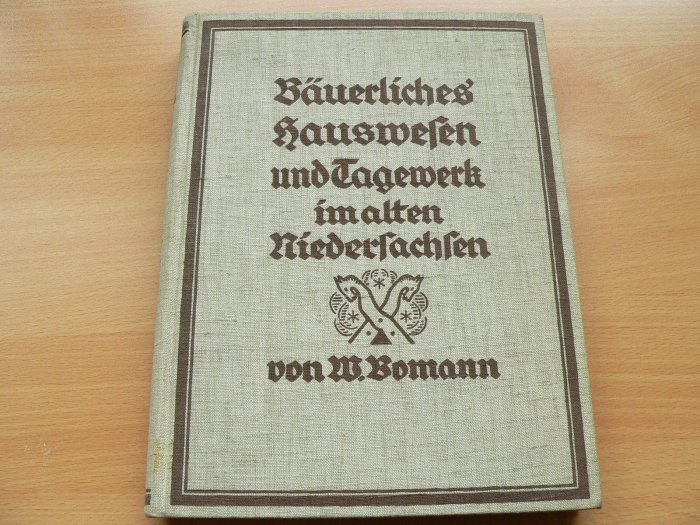 Bäuerliches
Hauswesen
und Tagewerk
im alten
Niedersachsen
von W. Bomann